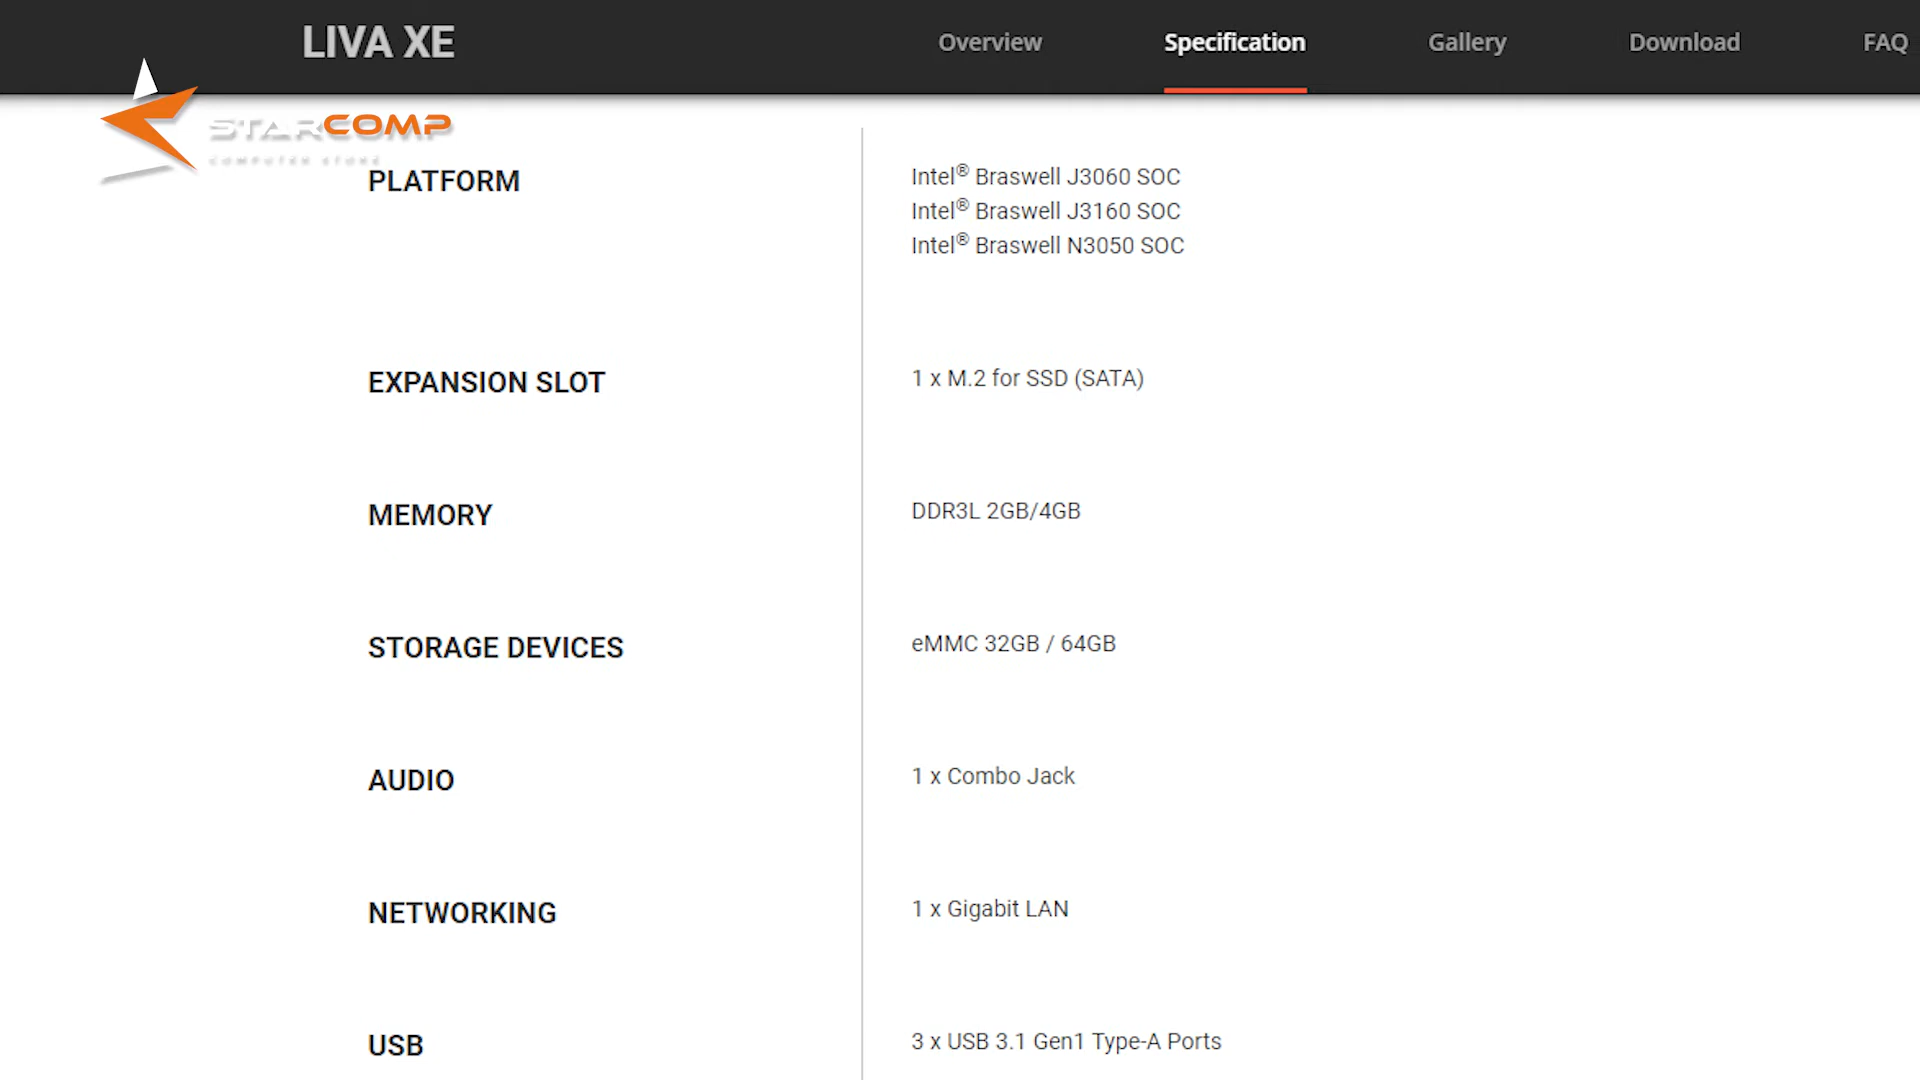 LIVA XE
Overview Specification Gallery Download FAQ
STARCOMP
COMPUTER STORE
PLATFORM
Intel® Braswell J3060 SOC
Intel® Braswell J3160 SOC
Intel® Braswell N3050 SOC
EXPANSION SLOT
1 x M.2 for SSD (SATA)
MEMORY
DDR3L 2GB/4GB
STORAGE DEVICES
eMMC 32GB / 64GB
AUDIO
1 x Combo Jack
NETWORKING
1 x Gigabit LAN
USB
3 x USB 3.1 Gen1 Type-A Ports